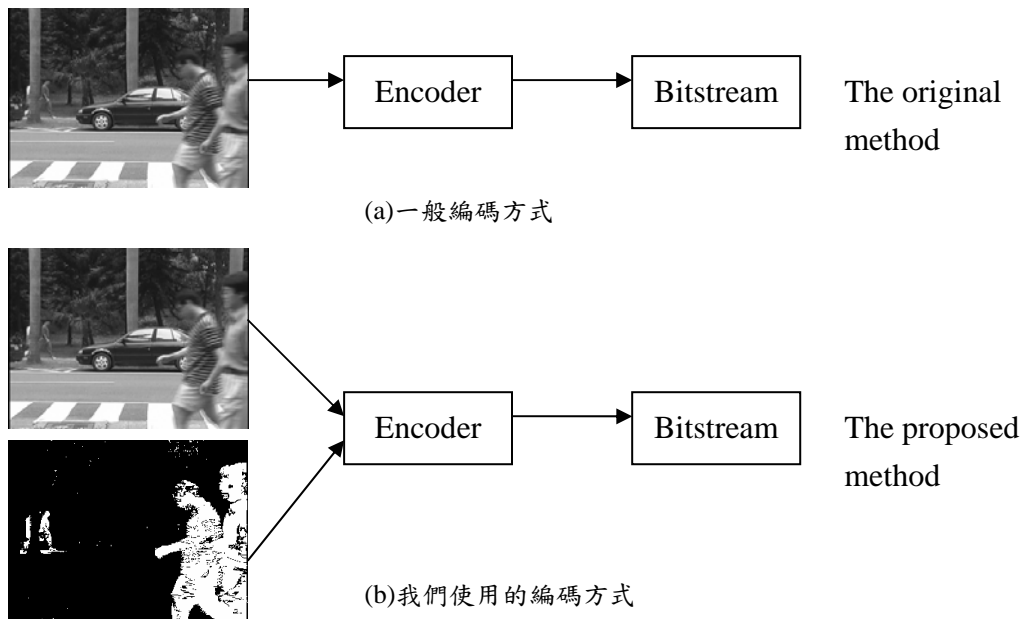 Encoder
Bitstream
The original
method
(a)一般編碼方式
Encoder
Bitstream
The proposed
method
(b)我們使用的編碼方式